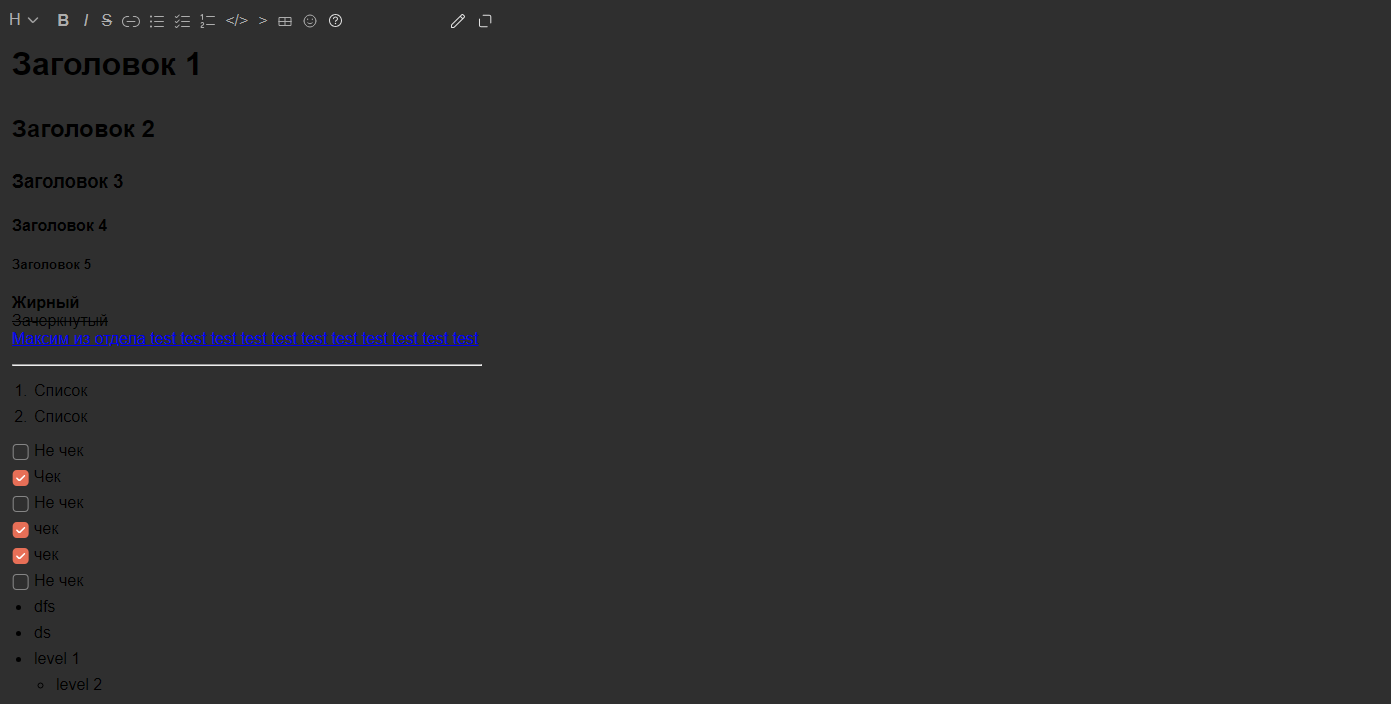 H B I S </> >
Заголовок 1
Заголовок 2
Заголовок 3
Заголовок 4
Заголовок 5
Жирный
Зачеркнутый
Максим из отдела test test test test test test test test test test test
1. Список
2. Список
Не чек
Чек
Не чек
чек
чек
Не чек
dfs
ds
level 1
level 2